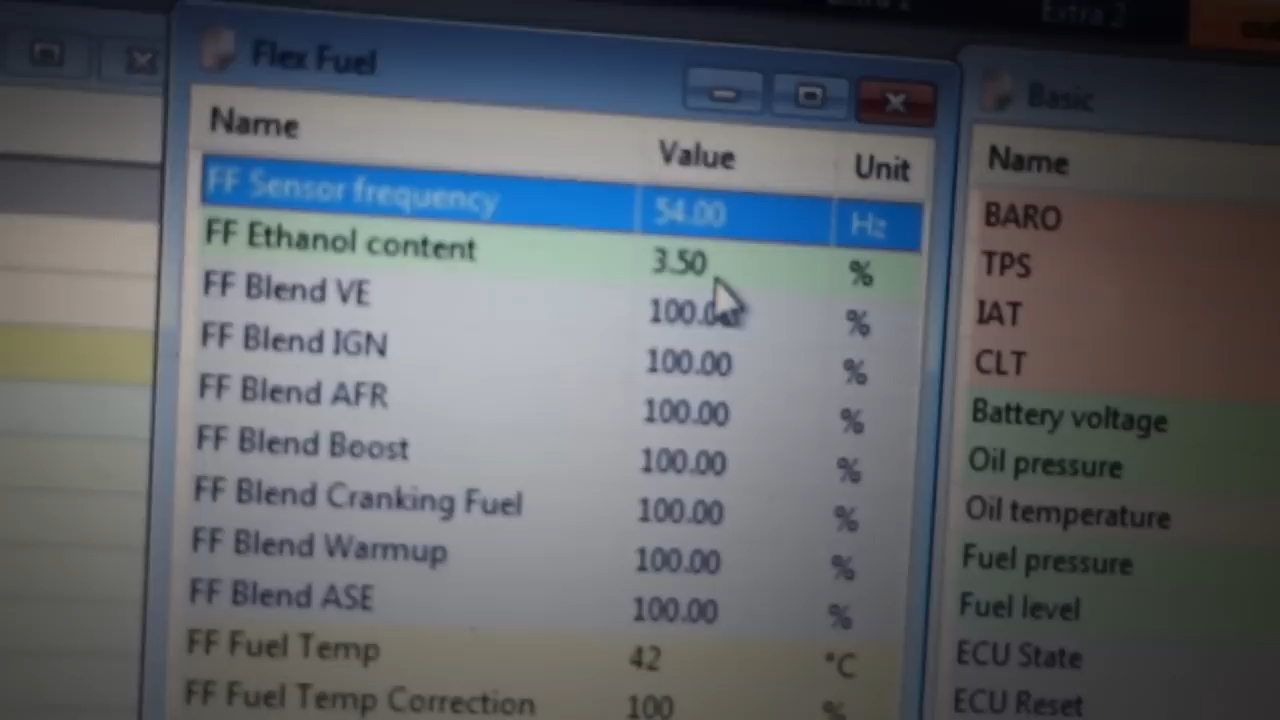 Extra 2
Flex Fuel
Name Value Unit
FF Sensor frequency 54.00 Hz
FF Ethanol content 3.50 %
FF Blend VE %
FF Blend IGN 100.00 %
FF Blend AFR 100.00 %
FF Blend Boost 100.00 %
FF Blend Cranking Fuel 100.00 %
FF Blend Warmup 100.00 %
FF Blend ASE 100.00 %
FF Fuel Temp 42 °C
FF Fuel Temp Correction 100 %
Basic
Name
BARO
TPS
IAT
CLT
Battery voltage
Oil pressure
Oil temperature
Fuel pressure
Fuel level
ECU State
ECU Reset